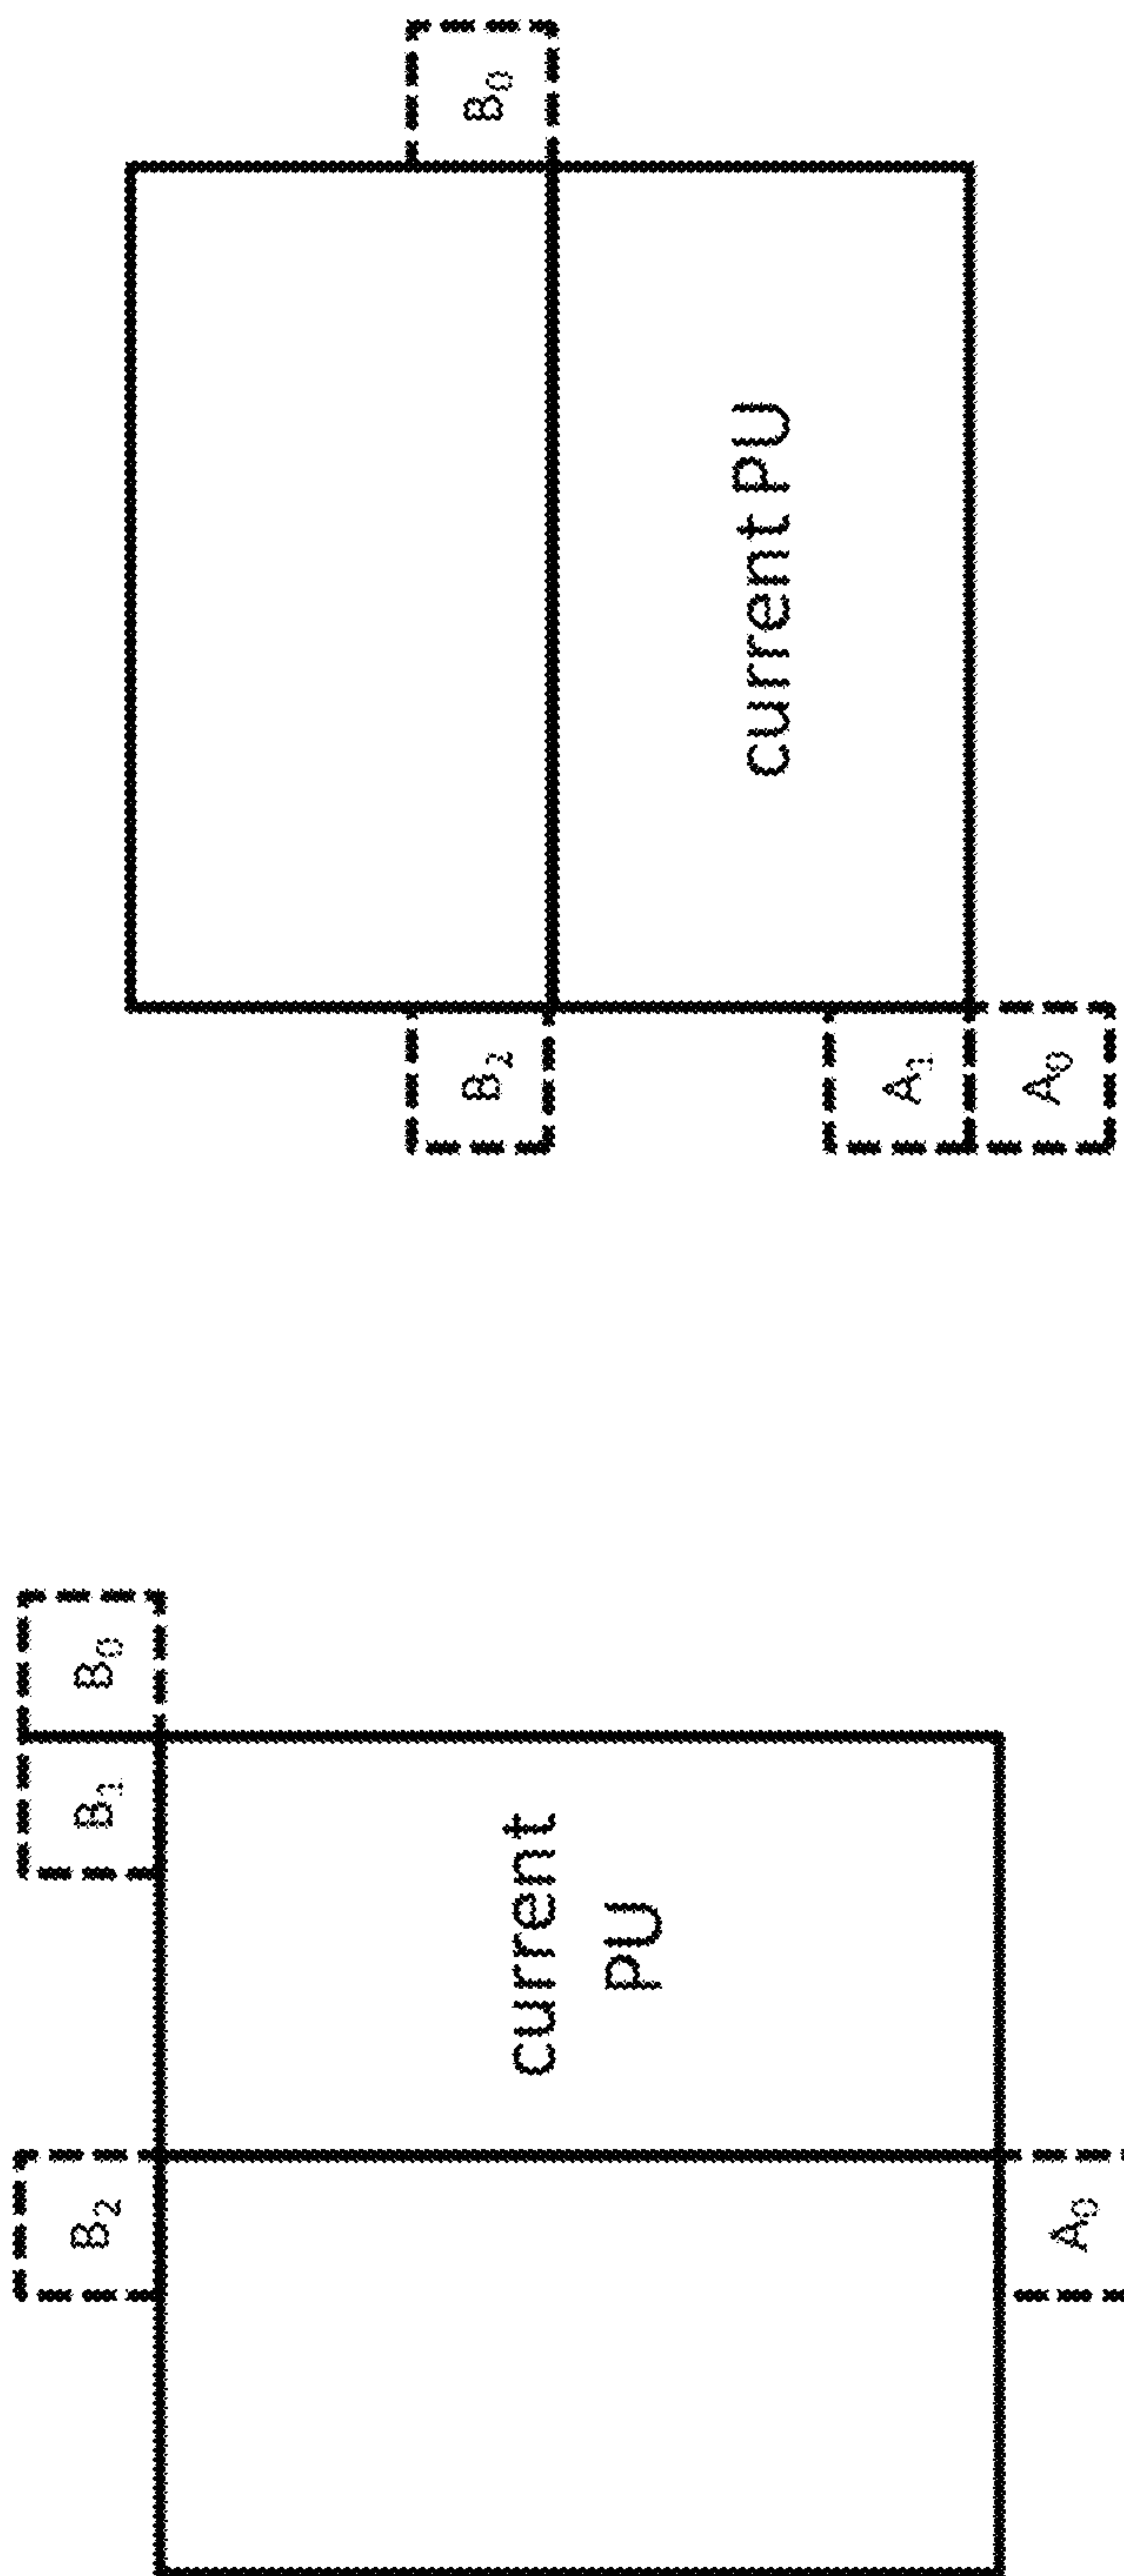 B₂
B₁
B₀
current
PU
A₀
B₂
B₀
current PU
A₁
A₀